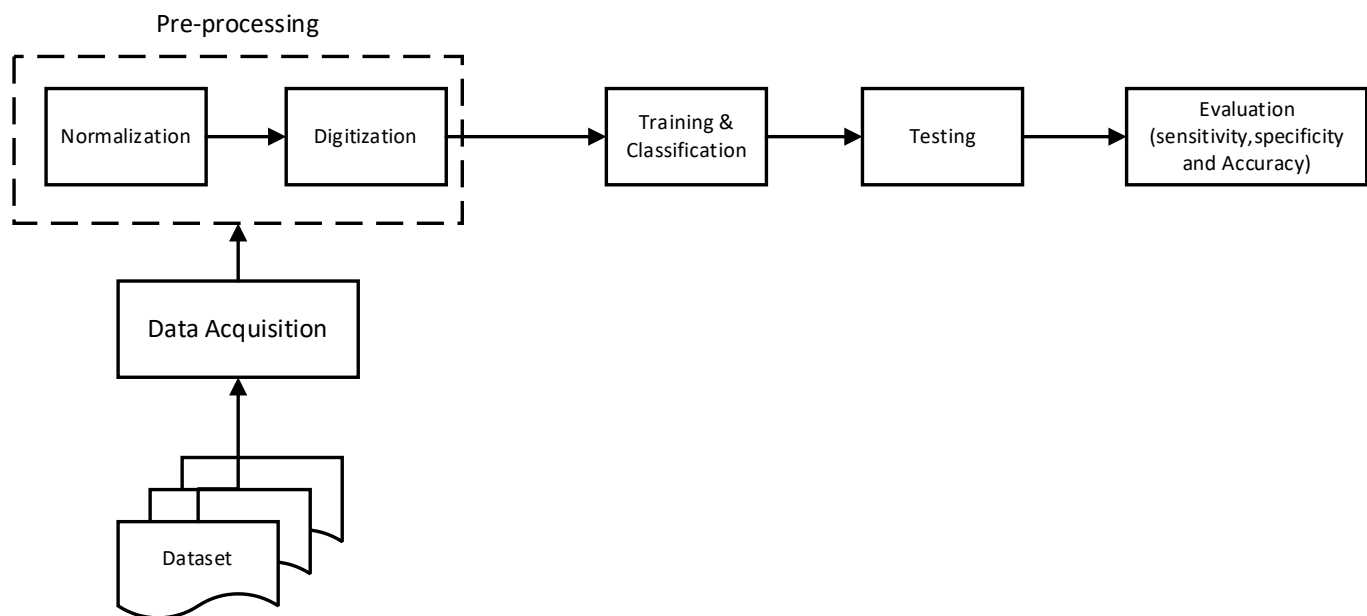 Pre-processing
Normalization
Digitization
Training &
Classification
Testing
Evaluation
(sensitivity,specificity
and Accuracy)
Data Acquisition
Dataset